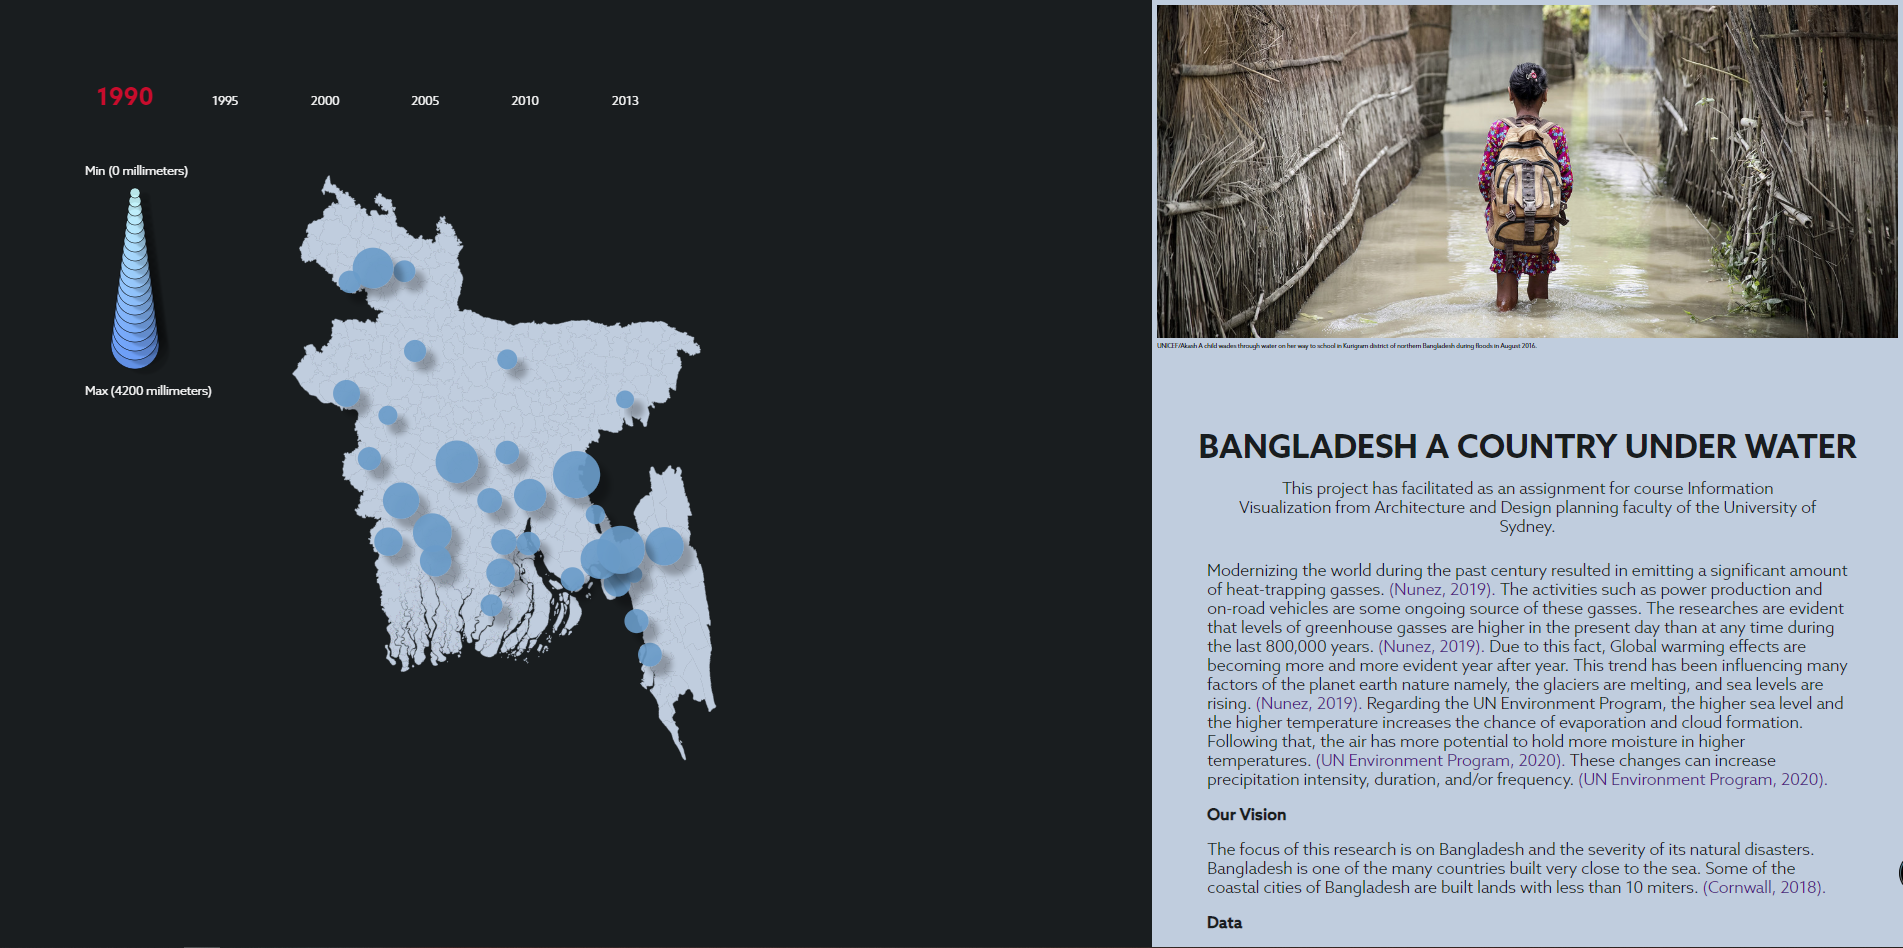 1990
1995
2000
2005
2010
2013
Min (0 millimeters)
Max (4200 millimeters)
UNICEF/Akash A child wades through water on her way to school in Kurigram district of northern Bangladesh during floods in August 2016.
BANGLADESH A COUNTRY UNDER WATER
This project has facilitated as an assignment for course Information
Visualization from Architecture and Design planning faculty of the University of
Sydney.
Modernizing the world during the past century resulted in emitting a significant amount
of heat-trapping gasses. (Nunez, 2019). The activities such as power production and
on-road vehicles are some ongoing source of these gasses. The researches are evident
that levels of greenhouse gasses are higher in the present day than at any time during
the last 800,000 years. (Nunez, 2019). Due to this fact, Global warming effects are
becoming more and more evident year after year. This trend has been influencing many
factors of the planet earth nature namely, the glaciers are melting, and sea levels are
rising. (Nunez, 2019). Regarding the UN Environment Program, the higher sea level and
the higher temperature increases the chance of evaporation and cloud formation.
Following that, the air has more potential to hold more moisture in higher
temperatures. (UN Environment Program, 2020). These changes can increase
precipitation intensity, duration, and/or frequency. (UN Environment Program, 2020).
Our Vision
The focus of this research is on Bangladesh and the severity of its natural disasters.
Bangladesh is one of the many countries built very close to the sea. Some of the
coastal cities of Bangladesh are built lands with less than 10 miters. (Cornwall, 2018).
Data